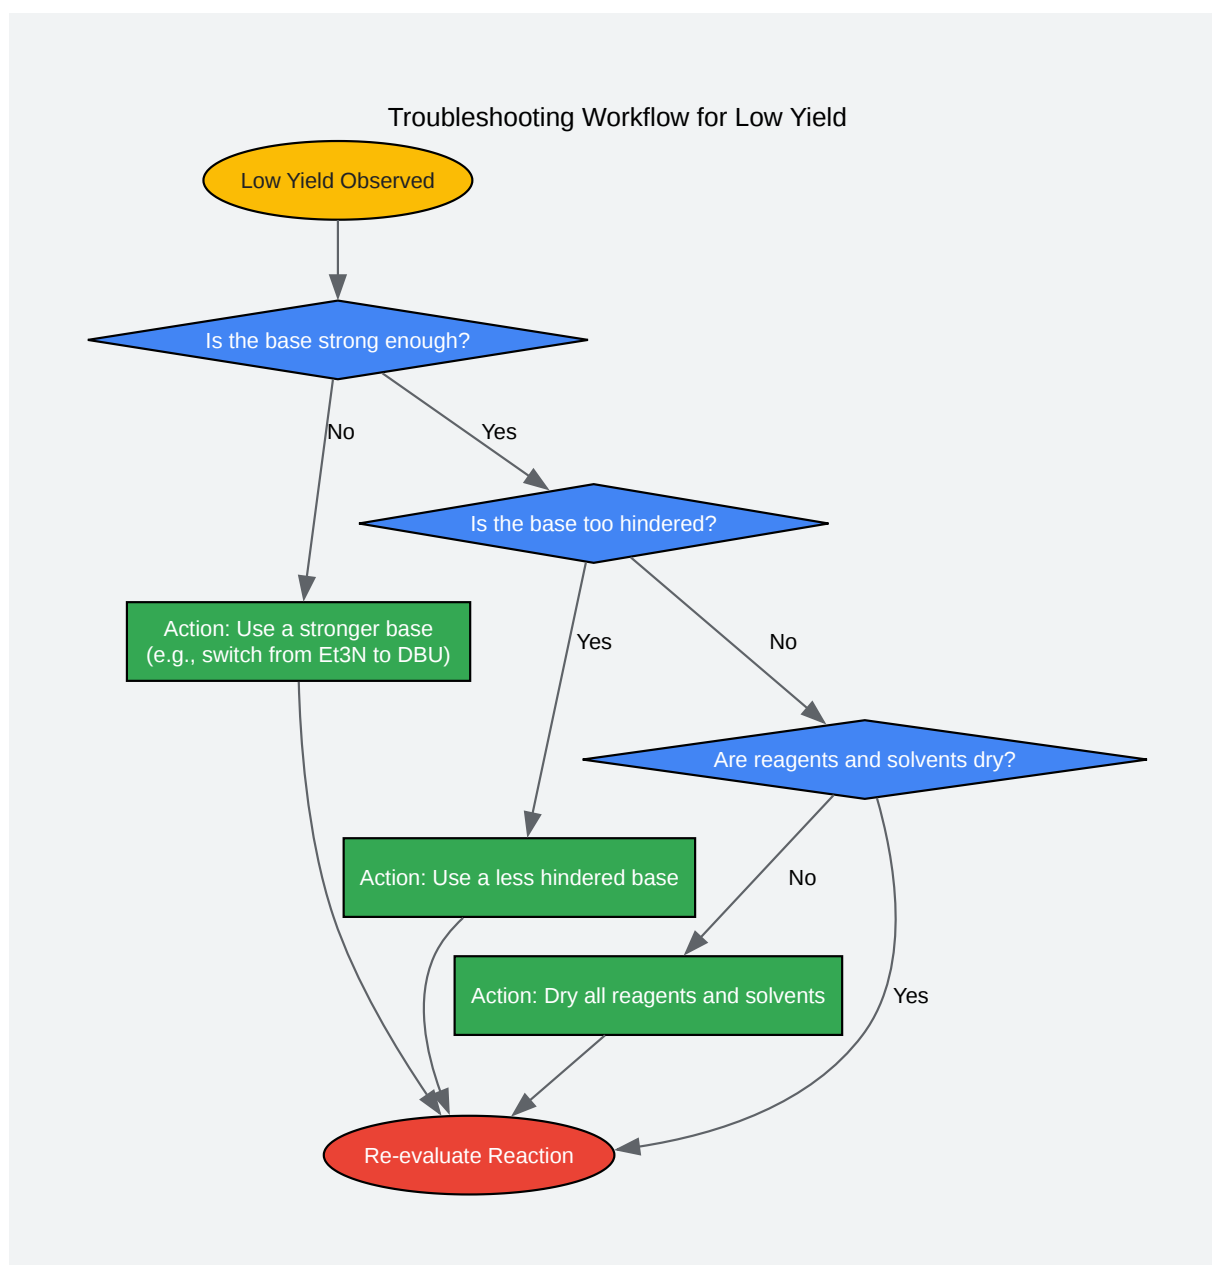 Troubleshooting Workflow for Low Yield
Low Yield Observed
Is the base strong enough?
No
Yes
Is the base too hindered?
Action: Use a stronger base
(e.g., switch from Et3N to DBU)
Yes
No
Are reagents and solvents dry?
Action: Use a less hindered base
No
Action: Dry all reagents and solvents
Yes
Re-evaluate Reaction